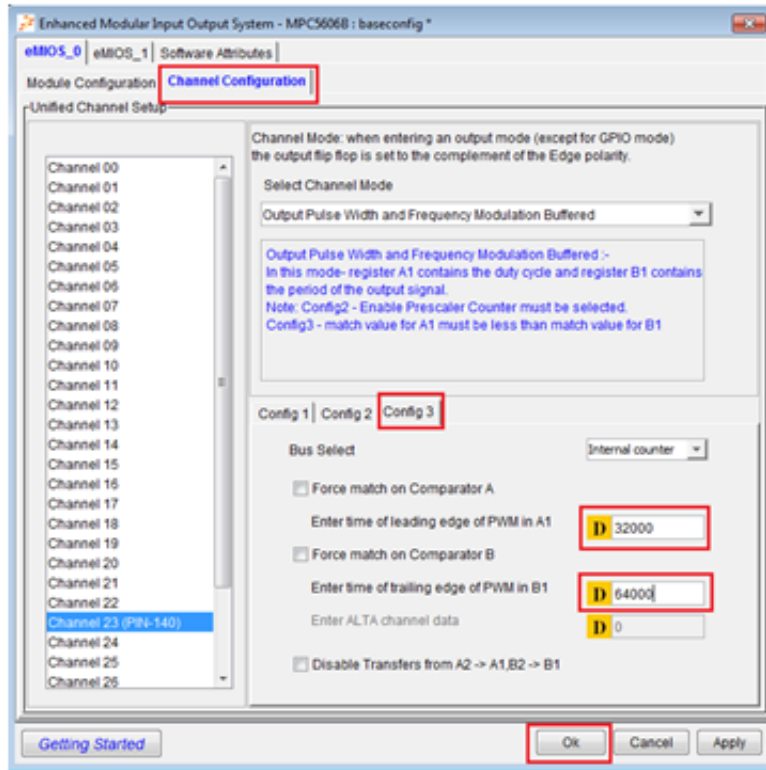 Enhanced Modular Input Output System - MPC5606B : baseconfig *
eMIOS_0 eMIOS_1 Software Attributes
Module Configuration Channel Configuration
Unified Channel Setup
Channel Mode: when entering an output mode (except for GPIO mode)
the output flip flop is set to the complement of the Edge polarity.
Select Channel Mode
Output Pulse Width and Frequency Modulation Buffered
Output Pulse Width and Frequency Modulation Buffered :-
In this mode- register A1 contains the duty cycle and register B1 contains
the period of the output signal.
Note: Config2 - Enable Prescaler Counter must be selected.
Config3 - match value for A1 must be less than match value for B1
Channel 00
Channel 01
Channel 02
Channel 03
Channel 04
Channel 05
Channel 06
Channel 07
Channel 08
Channel 09
Channel 10
Channel 11
Channel 12
Channel 13
Channel 14
Channel 15
Channel 16
Channel 17
Channel 18
Channel 19
Channel 20
Channel 21
Channel 22
Channel 23 (PIN-140)
Channel 24
Channel 25
Channel 26
Config 1 Config 2 Config 3
Bus Select Internal counter
Force match on Comparator A
Enter time of leading edge of PWM in A1 D 32000
Force match on Comparator B
Enter time of trailing edge of PWM in B1 D 64000
Enter ALTA channel data D 0
Disable Transfers from A2 -> A1,B2 -> B1
Getting Started Ok Cancel Apply